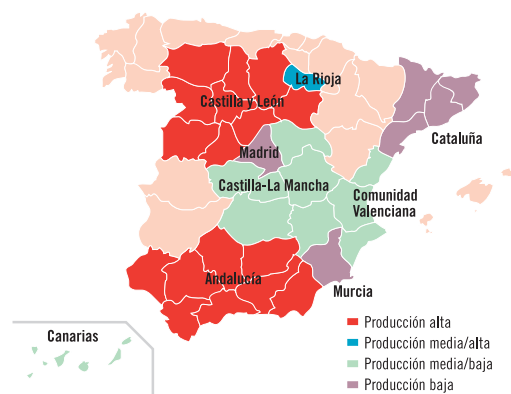 La Rioja
Castilla y León
Cataluña
Madrid
Castilla-La Mancha
Comunidad
Valenciana
Andalucía
Murcia
Canarias
Producción alta
Producción media/alta
Producción media/baja
Producción baja